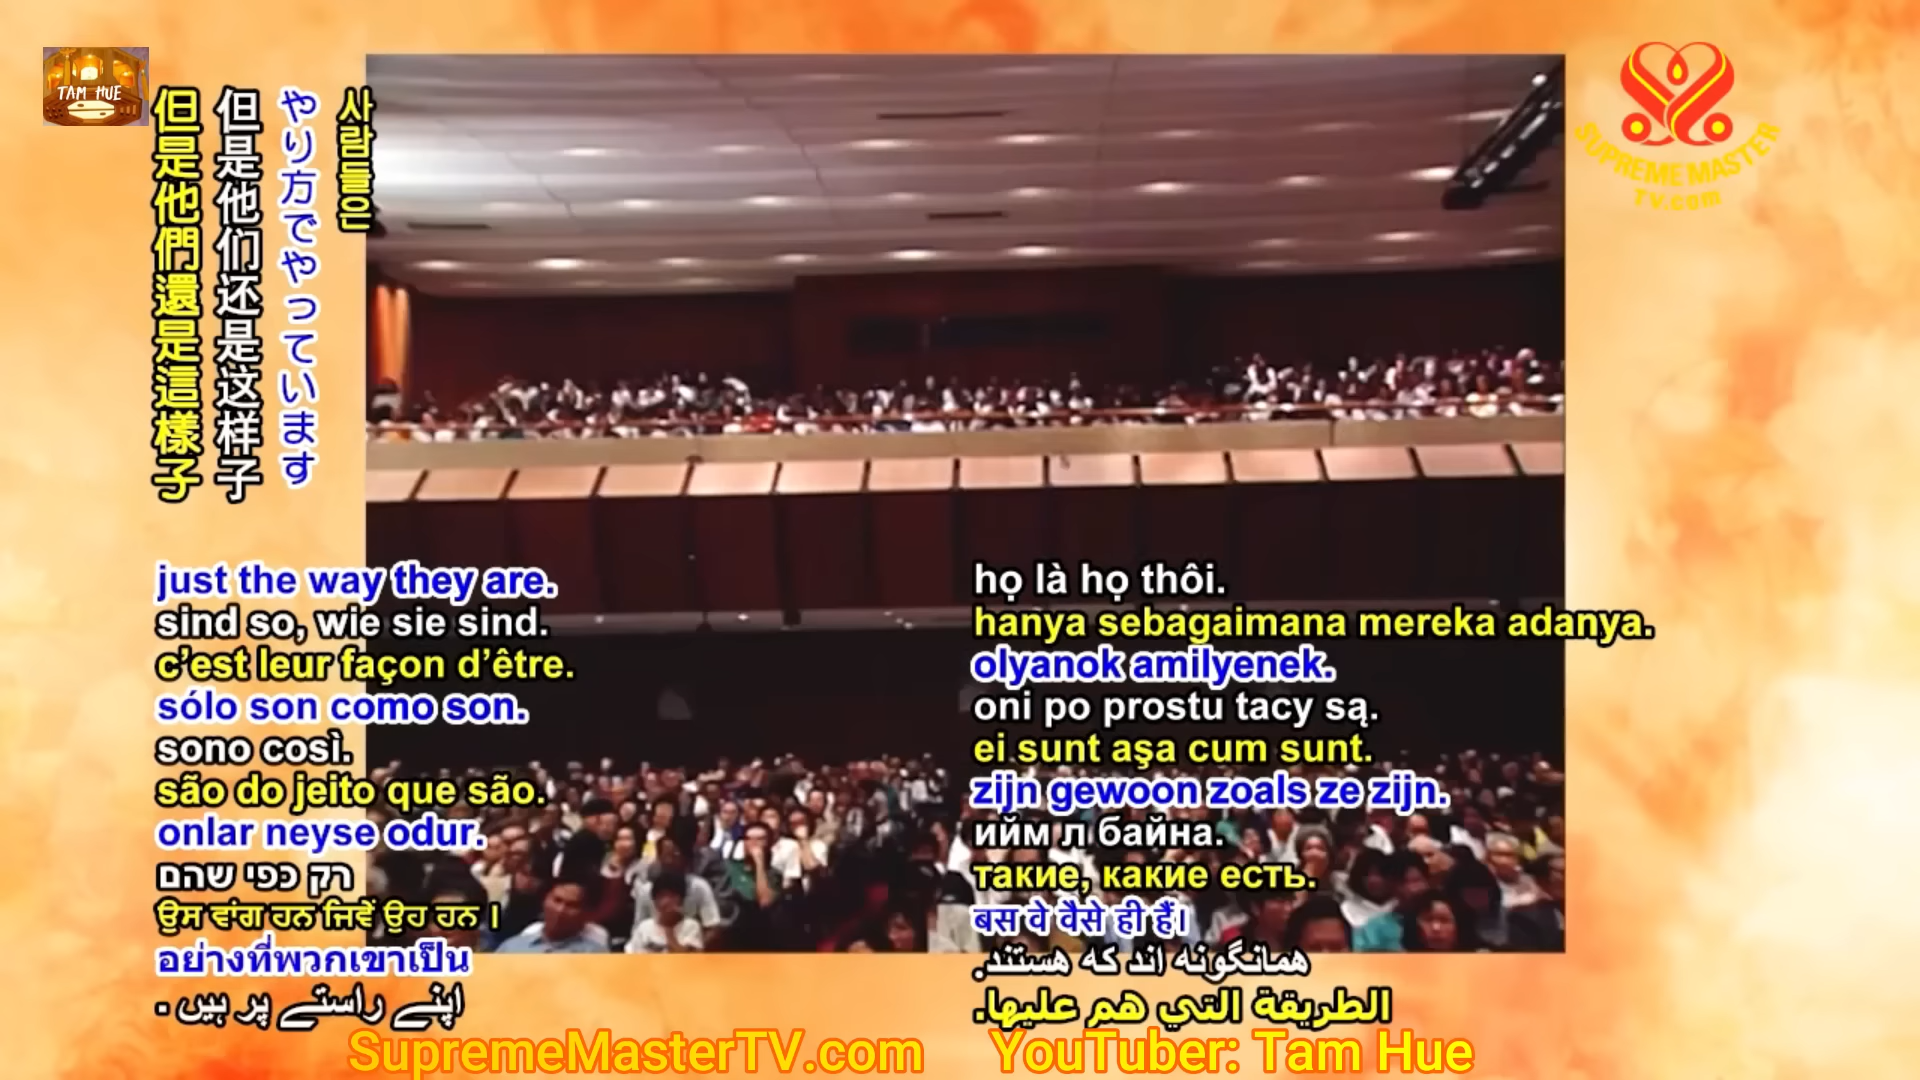 TAM HUE
但是他們還是這樣子
但是他们还是这样子
やり方でやっています
사람들은
SUPREME MASTER
TV.com
just the way they are.
sind so, wie sie sind.
c’est leur façon d’être.
sólo son como son.
sono così.
são do jeito que são.
onlar neyse odur.
רק כפי שהם
ਉਸ ਵਾਂਗ ਹਨ ਜਿਵੇਂ ਉਹ ਹਨ।
อย่างที่พวกเขาเป็น
اپنے راستے پر ہیں۔
họ là họ thôi.
hanya sebagaimana mereka adanya.
olyanok amilyenek.
oni po prostu tacy są.
ei sunt aşa cum sunt.
zijn gewoon zoals ze zijn.
ийм л байна.
такие, какие есть.
बस वे वैसे ही हैं।
همانگونه اند که هستند.
الطريقة التي هم عليها.
SupremeMasterTV.com
YouTuber: Tam Hue